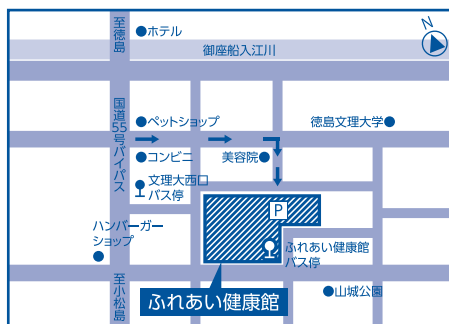 至徳島
ホテル
N
御座船入江川
国道55号バイパス
ペットショップ
徳島文理大学
コンビニ
美容院
文理大西口
バス停
P
ハンバーガー
ショップ
ふれあい健康館
バス停
至小松島
山城公園
ふれあい健康館